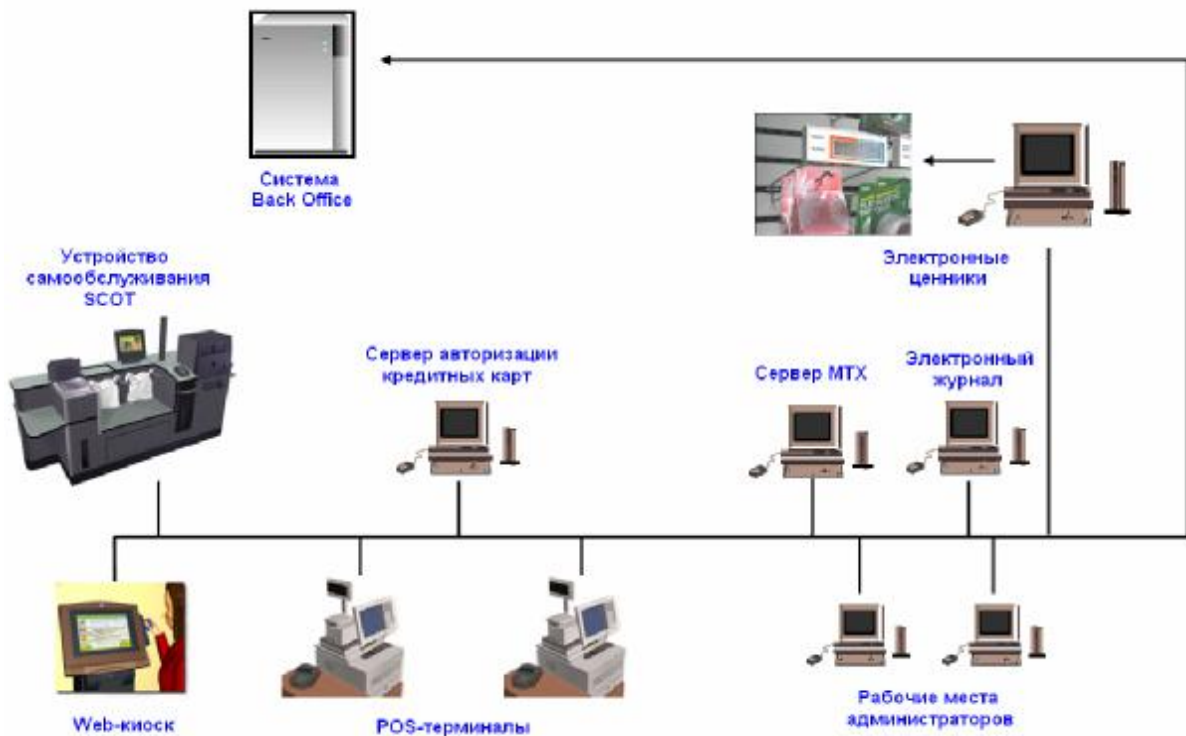 Система
Back Office
Устройство
самообслуживания
SCOT
Электронные
ценники
Сервер авторизации
кредитных карт
Сервер MTX
Электронный
журнал
Web-киоск
POS-терминалы
Рабочие места
администраторов